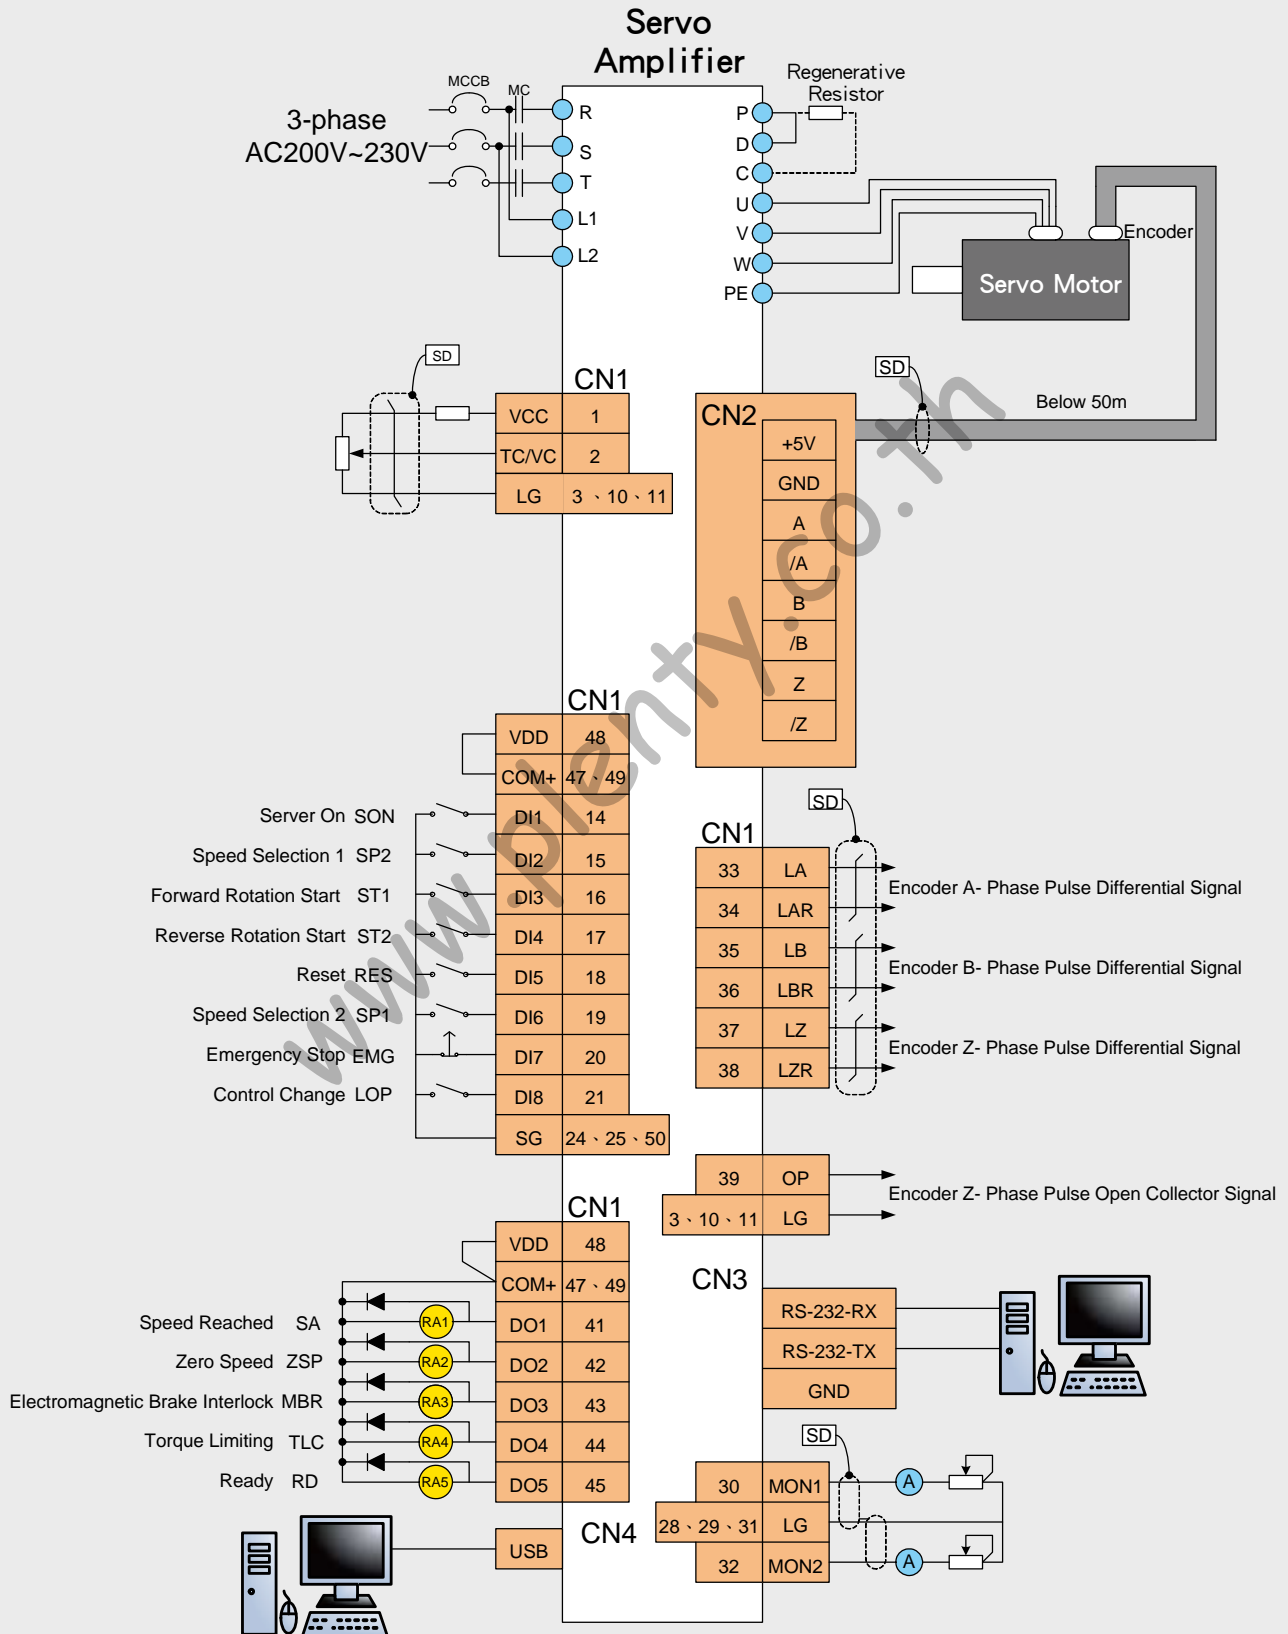 Servo
Amplifier
MCCB
MC
3-phase
AC200V~230V
R
S
T
L1
L2
P
D
C
U
V
W
PE
Regenerative
Resistor
Encoder
Servo Motor
SD
CN1
VCC 1
TC/VC 2
LG 3、10、11
SD
Below 50m
CN2
+5V
GND
A
/A
B
/B
Z
/Z
CN1
VDD 48
COM+ 47、49
Server On SON DI1 14
Speed Selection 1 SP2 DI2 15
Forward Rotation Start ST1 DI3 16
Reverse Rotation Start ST2 DI4 17
Reset RES DI5 18
Speed Selection 2 SP1 DI6 19
Emergency Stop EMG DI7 20
Control Change LOP DI8 21
SG 24、25、50
SD
CN1
33 LA
34 LAR
Encoder A- Phase Pulse Differential Signal
35 LB
36 LBR
Encoder B- Phase Pulse Differential Signal
37 LZ
38 LZR
Encoder Z- Phase Pulse Differential Signal
39 OP
3、10、11 LG
Encoder Z- Phase Pulse Open Collector Signal
CN1
VDD 48
COM+ 47、49
Speed Reached SA RA1 DO1 41
Zero Speed ZSP RA2 DO2 42
Electromagnetic Brake Interlock MBR RA3 DO3 43
Torque Limiting TLC RA4 DO4 44
Ready RD RA5 DO5 45
CN3
RS-232-RX
RS-232-TX
GND
SD
30 MON1 A
28、29、31 LG
32 MON2 A
CN4
USB
www.plenty.co.th